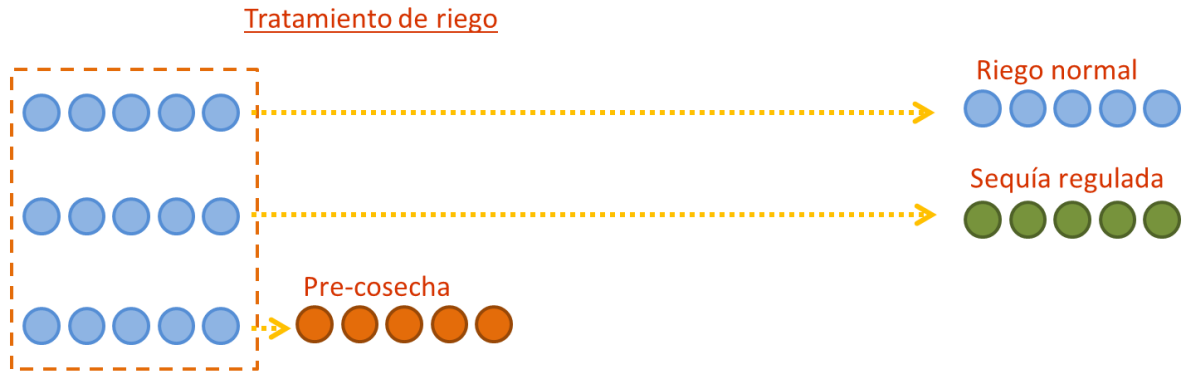 Tratamiento de riego
Riego normal
Sequía regulada
Pre-cosecha